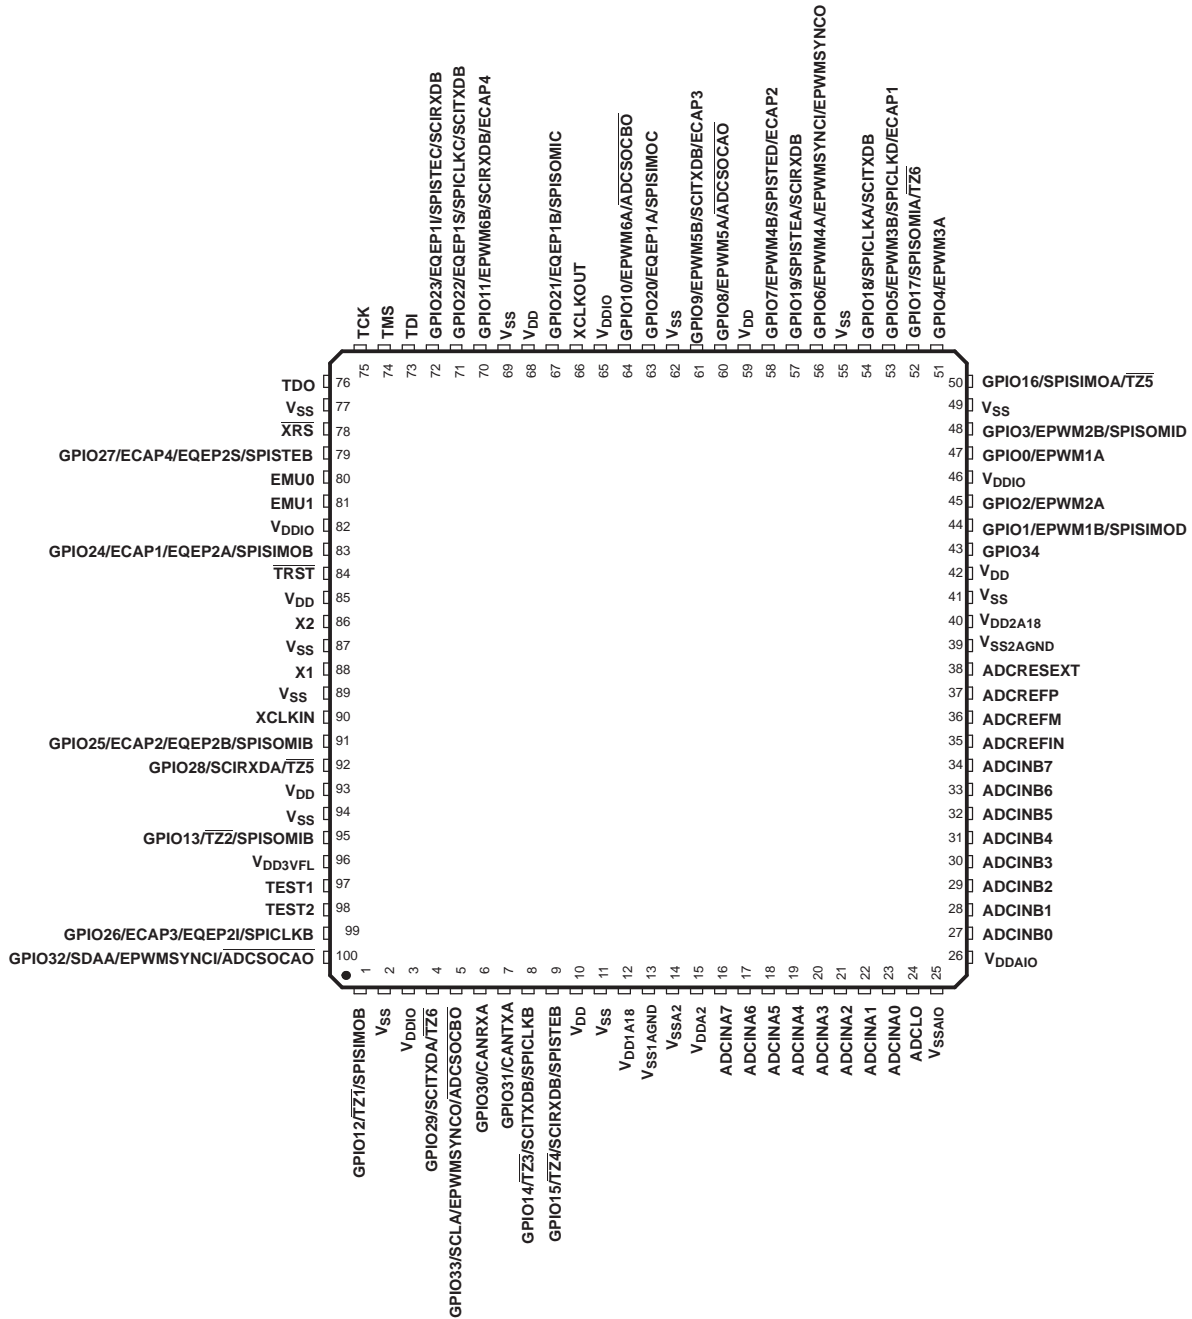 TCK
TMS
TDI
GPIO23/EQEP1I/SPISTEC/SCIRXDB
GPIO22/EQEP1S/SPICLKC/SCITXDB
GPIO11/EPWM6B/SCIRXDB/ECAP4
VSS
VDD
GPIO21/EQEP1B/SPISOMIC
XCLKOUT
VDDIO
GPIO10/EPWM6A/ADCSOCBO
GPIO20/EQEP1A/SPISIMOC
VSS
GPIO9/EPWM5B/SCITXDB/ECAP3
GPIO8/EPWM5A/ADCSOCAO
VDD
GPIO7/EPWM4B/SPISTED/ECAP2
GPIO19/SPISTEA/SCIRXDB
GPIO6/EPWM4A/EPWMSYNCI/EPWMSYNCO
VSS
GPIO18/SPICLKA/SCITXDB
GPIO5/EPWM3B/SPICLKD/ECAP1
GPIO17/SPISOMIA/TZ6
GPIO4/EPWM3A
75 74 73 72 71 70 69 68 67 66 65 64 63 62 61 60 59 58 57 56 55 54 53 52 51
TDO 76
VSS 77
XRS 78
GPIO27/ECAP4/EQEP2S/SPISTEB 79
EMU0 80
EMU1 81
VDDIO 82
GPIO24/ECAP1/EQEP2A/SPISIMOB 83
TRST 84
VDD 85
X2 86
VSS 87
X1 88
VSS 89
XCLKIN 90
GPIO25/ECAP2/EQEP2B/SPISOMIB 91
GPIO28/SCIRXDA/TZ5 92
VDD 93
VSS 94
GPIO13/TZ2/SPISOMIB 95
VDD3VFL 96
TEST1 97
TEST2 98
GPIO26/ECAP3/EQEP2I/SPICLKB 99
GPIO32/SDAA/EPWMSYNCI/ADCSOCAO 100
50 GPIO16/SPISIMOA/TZ5
49 VSS
48 GPIO3/EPWM2B/SPISOMID
47 GPIO0/EPWM1A
46 VDDIO
45 GPIO2/EPWM2A
44 GPIO1/EPWM1B/SPISIMOD
43 GPIO34
42 VDD
41 VSS
40 VDD2A18
39 VSS2AGND
38 ADCRESEXT
37 ADCREFP
36 ADCREFM
35 ADCREFIN
34 ADCINB7
33 ADCINB6
32 ADCINB5
31 ADCINB4
30 ADCINB3
29 ADCINB2
28 ADCINB1
27 ADCINB0
26 VDDAIO
1 2 3 4 5 6 7 8 9 10 11 12 13 14 15 16 17 18 19 20 21 22 23 24 25
GPIO12/TZ1/SPISIMOB
VSS
VDDIO
GPIO29/SCITXDA/TZ6
GPIO33/SCLA/EPWMSYNCO/ADCSOCBO
GPIO30/CANRXA
GPIO31/CANTXA
GPIO14/TZ3/SCITXDB/SPICLKB
GPIO15/TZ4/SCIRXDB/SPISTEB
VDD
VSS
VDD1A18
VSS1AGND
VSSA2
VDDA2
ADCINA7
ADCINA6
ADCINA5
ADCINA4
ADCINA3
ADCINA2
ADCINA1
ADCINA0
ADCLO
VSSAIO